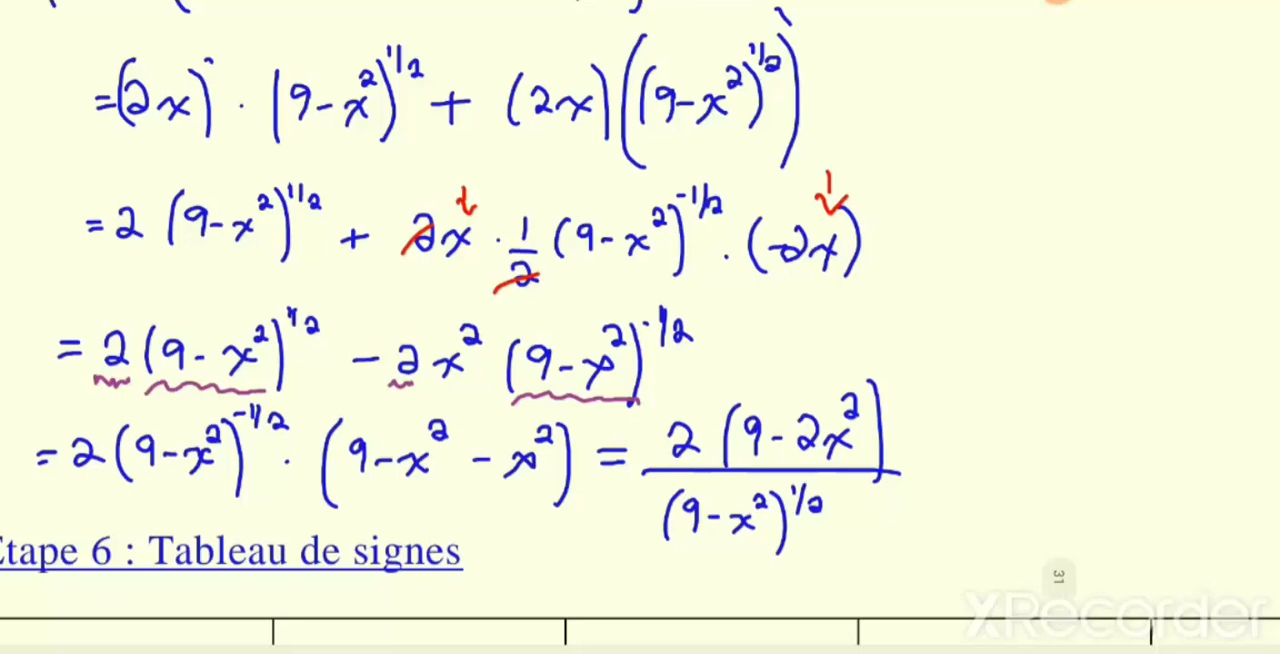 =(2x)' · (9-x²)^{1/2} + (2x)((9-x²)^{1/2})'
= 2 (9-x²)^{1/2} + 2x · 1/2 (9-x²)^{-1/2} · (-2x)
= 2 (9-x²)^{1/2} - 2x² (9-x²)^{-1/2}
= 2(9-x²)^{-1/2} · (9-x² - x²) = 2(9-2x²) / (9-x²)^{1/2}
Etape 6 : Tableau de signes
31
XRecorder